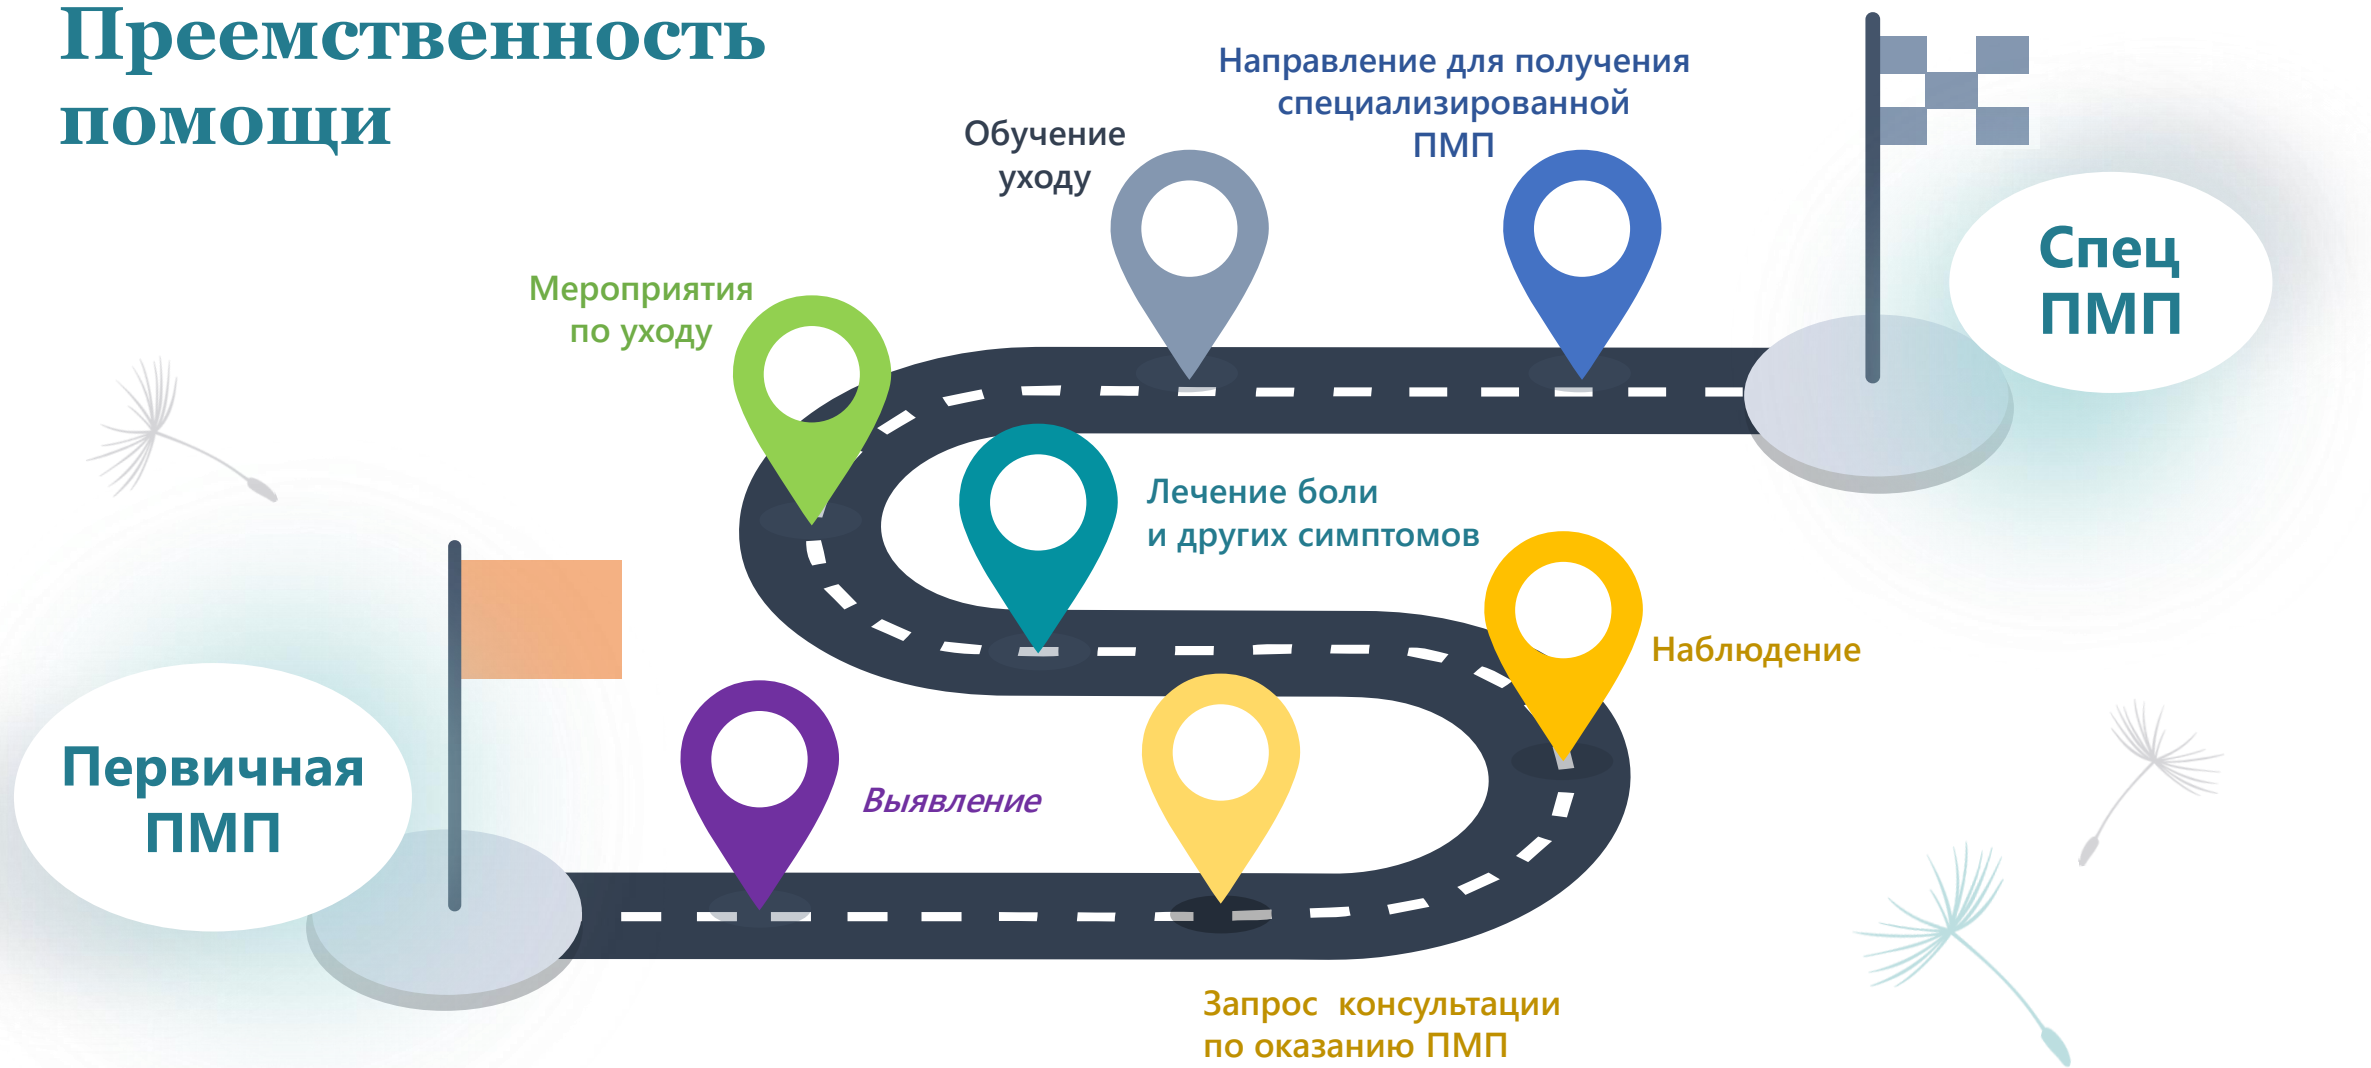 Преемственность
помощи
Направление для получения
специализированной
ПМП
Обучение
уходу
Спец
ПМП
Мероприятия
по уходу
Лечение боли
и других симптомов
Наблюдение
Первичная
ПМП
Выявление
Запрос  консультации
по оказанию ПМП